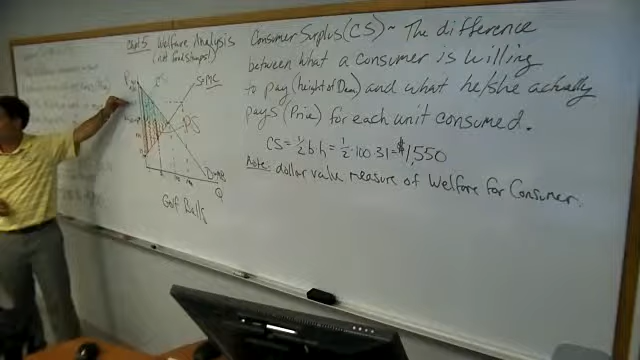 Chpt 5 Welfare Analysis
(not food stamps!)
Consumer Surplus (CS) ~ The difference
between what a consumer is willing
to pay (height of Dem) and what he/she actually
pays (Price) for each unit consumed.
CS = ½ b·h = ½ · 100 · 31 = $1,550
Note: dollar value measure of Welfare for Consumer.
P
S=MC
PS
Q
Golf Balls